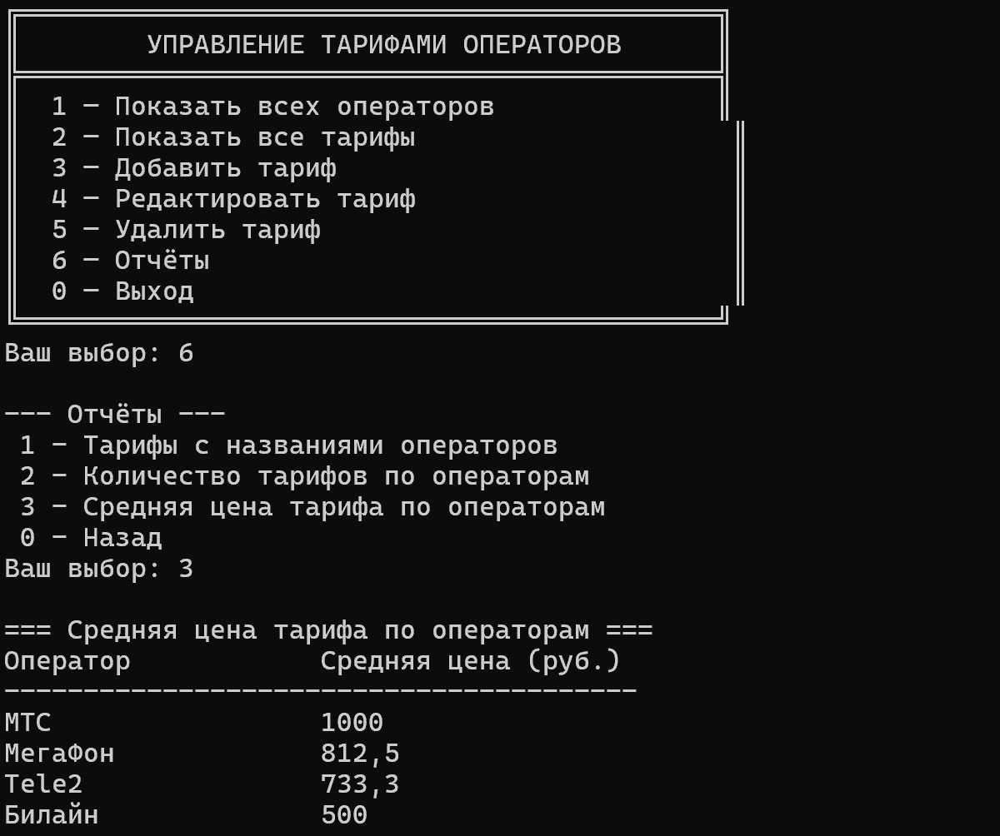 УПРАВЛЕНИЕ ТАРИФАМИ ОПЕРАТОРОВ
1 — Показать всех операторов
2 — Показать все тарифы
3 — Добавить тариф
4 — Редактировать тариф
5 — Удалить тариф
6 — Отчёты
0 — Выход
Ваш выбор: 6
--- Отчёты ---
1 - Тарифы с названиями операторов
2 - Количество тарифов по операторам
3 - Средняя цена тарифа по операторам
0 - Назад
Ваш выбор: 3
=== Средняя цена тарифа по операторам ===
Оператор Средняя цена (руб.)
----------------------------------------
МТС 1000
МегаФон 812,5
Tele2 733,3
Билайн 500